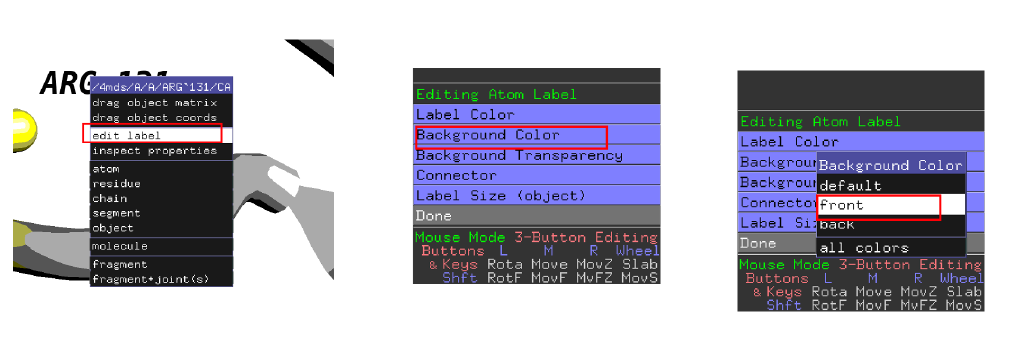 ARG-131
/4mds/A/A/ARG`131/CA
drag object matrix
drag object coords
edit label
inspect properties
atom
residue
chain
segment
object
molecule
fragment
fragment+joint(s)
Editing Atom Label
Label Color
Background Color
Background Transparency
Connector
Label Size (object)
Done
Mouse Mode 3-Button Editing
Buttons L M R Wheel
& Keys Rota Move MovZ Slab
Shft RotF MovF MvFZ MovS
Editing Atom Label
Label Color
Backgroun
Backgroun
Connecto
Label Si
Done
Background Color
default
front
back
all colors
Mouse Mode 3-Button Editing
Buttons L M R Wheel
& Keys Rota Move MovZ Slab
Shft RotF MovF MvFZ MovS